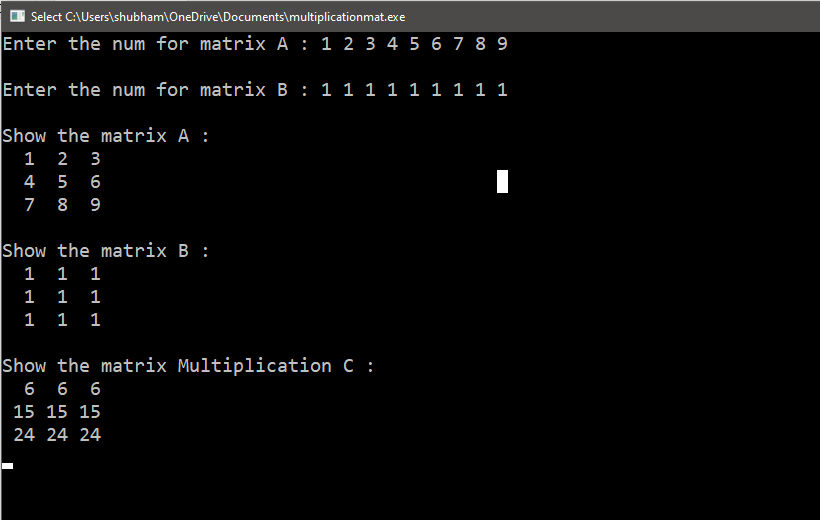 Select C:\Users\shubham\OneDrive\Documents\multiplicationmat.exe
Enter the num for matrix A : 1 2 3 4 5 6 7 8 9
Enter the num for matrix B : 1 1 1 1 1 1 1 1 1
Show the matrix A :
  1  2  3
  4  5  6
  7  8  9
Show the matrix B :
  1  1  1
  1  1  1
  1  1  1
Show the matrix Multiplication C :
  6  6  6
 15 15 15
 24 24 24